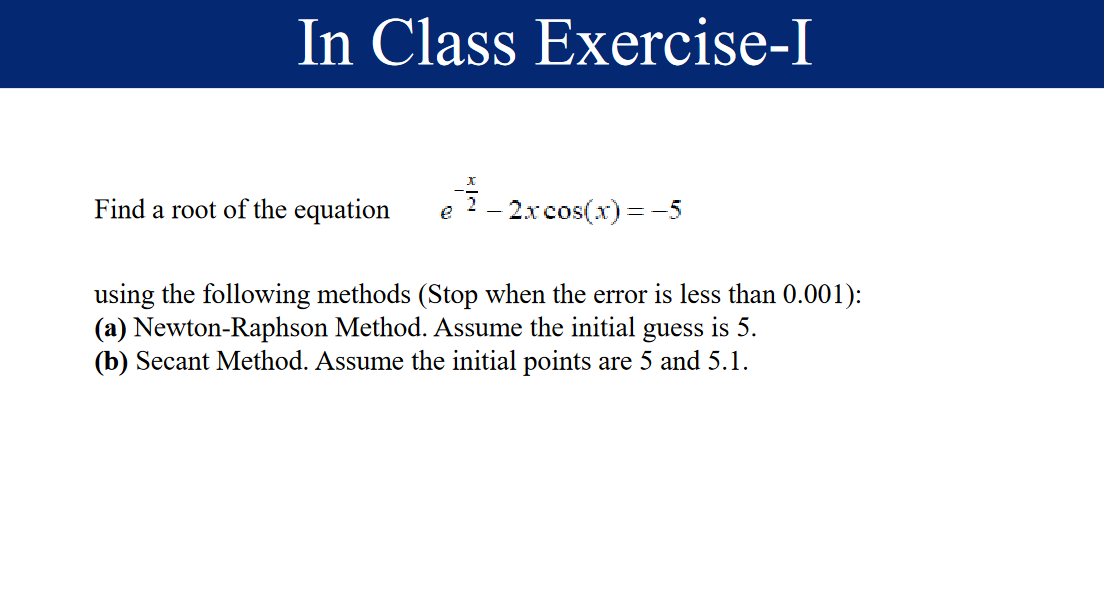 In Class Exercise-I
Find a root of the equation e^{-\frac{x}{2}} - 2x cos(x) = -5
using the following methods (Stop when the error is less than 0.001):
(a) Newton-Raphson Method. Assume the initial guess is 5.
(b) Secant Method. Assume the initial points are 5 and 5.1.